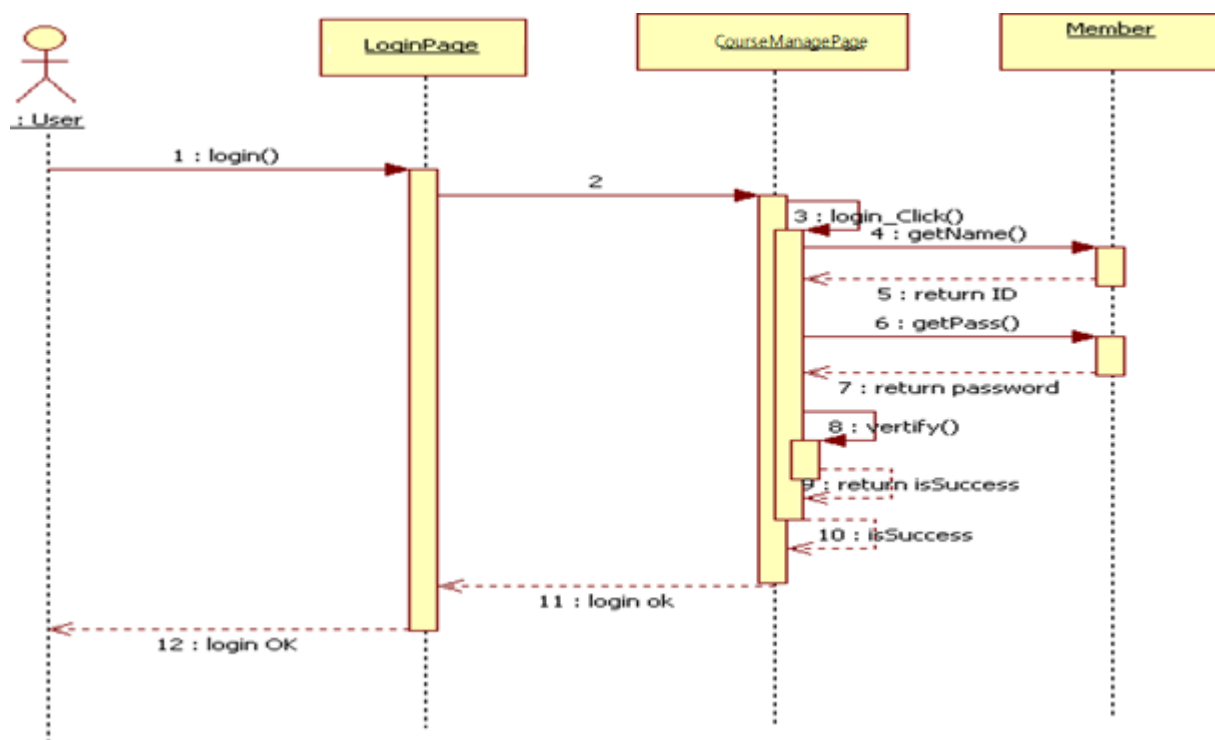 LoginPage
CourseManagePage
Member
: User
1 : login()
2
3 : login_Click()
4 : getName()
5 : return ID
6 : getPass()
7 : return password
8 : vertify()
9 : return isSuccess
10 : isSuccess
11 : login ok
12 : login OK